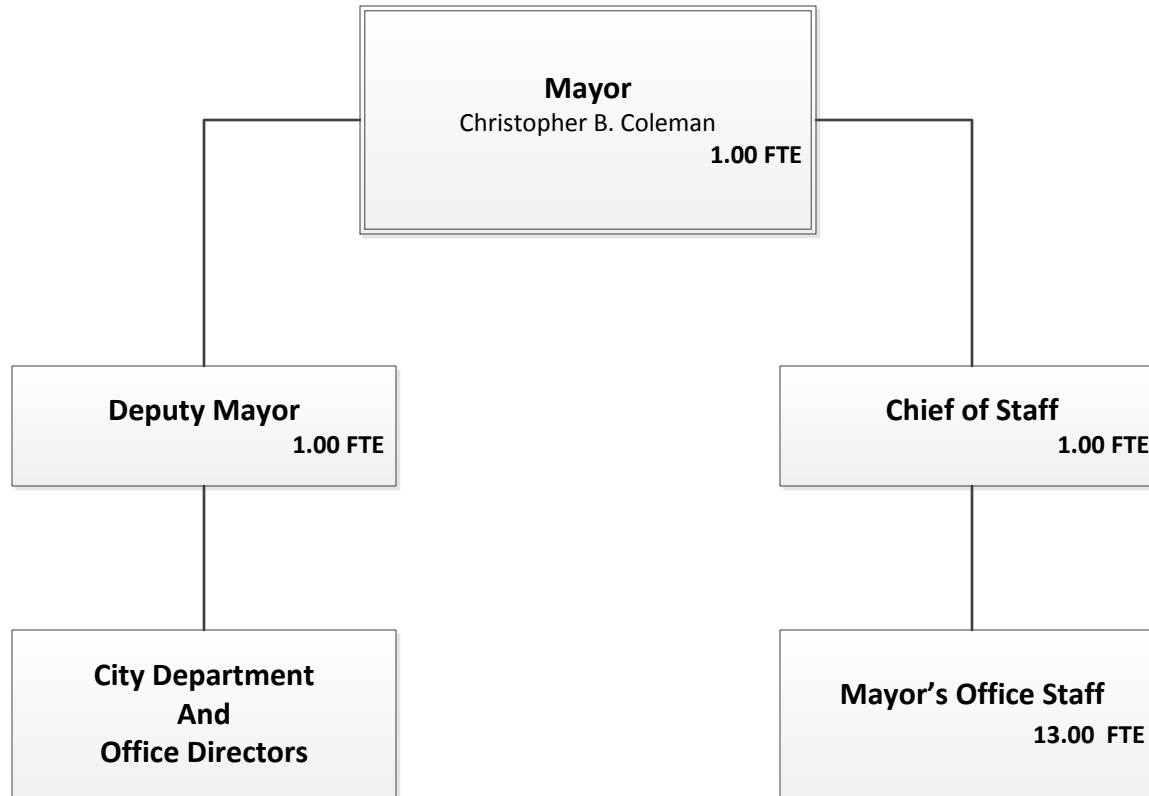 Mayor
Christopher B. Coleman
1.00 FTE
Deputy Mayor
1.00 FTE
Chief of Staff
1.00 FTE
City Department
And
Office Directors
Mayor’s Office Staff
13.00 FTE